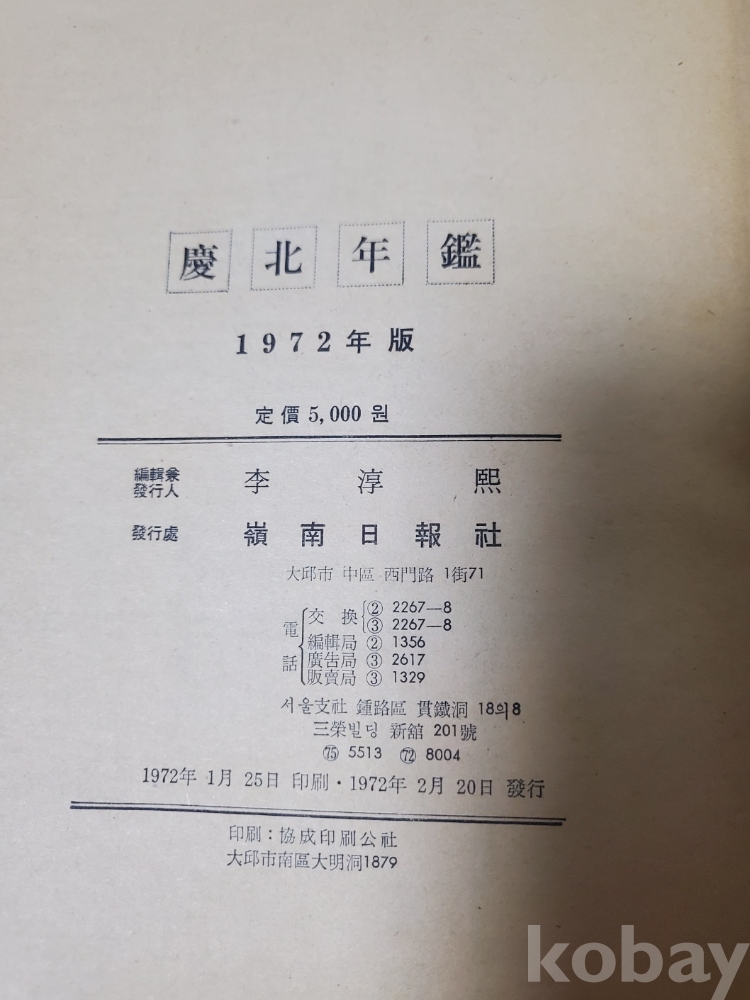 慶北年鑑
1972年版
定價 5,000 원
編輯兼
發行人 李淳熙
發行處 嶺南日報社
大邱市 中區 西門路 1街71
電話 交換 ② 2267—8
③ 2267—8
編輯局 ② 1356
廣告局 ③ 2617
販賣局 ③ 1329
서울支社 鍾路區 貫鐵洞 18의8
三榮빌딩 新舘 201號
㊆㊄ 5513 ㊆㊁ 8004
1972年 1月 25日 印刷·1972年 2月 20日 發行
印刷：協成印刷公社
大邱市南區大明洞1879
kobay